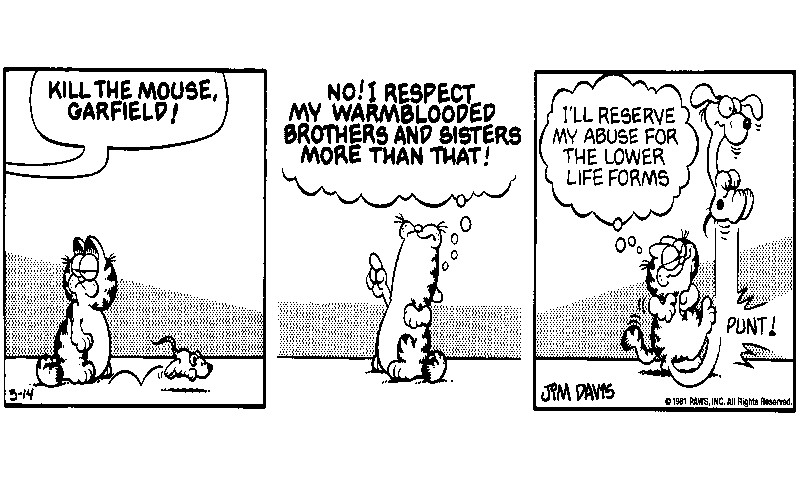 KILL THE MOUSE,
GARFIELD!
3-14
NO! I RESPECT
MY WARMBLOODED
BROTHERS AND SISTERS
MORE THAN THAT!
I'LL RESERVE
MY ABUSE FOR
THE LOWER
LIFE FORMS
PUNT!
JIM DAVIS
© 1981 PAWS, INC. All Rights Reserved.